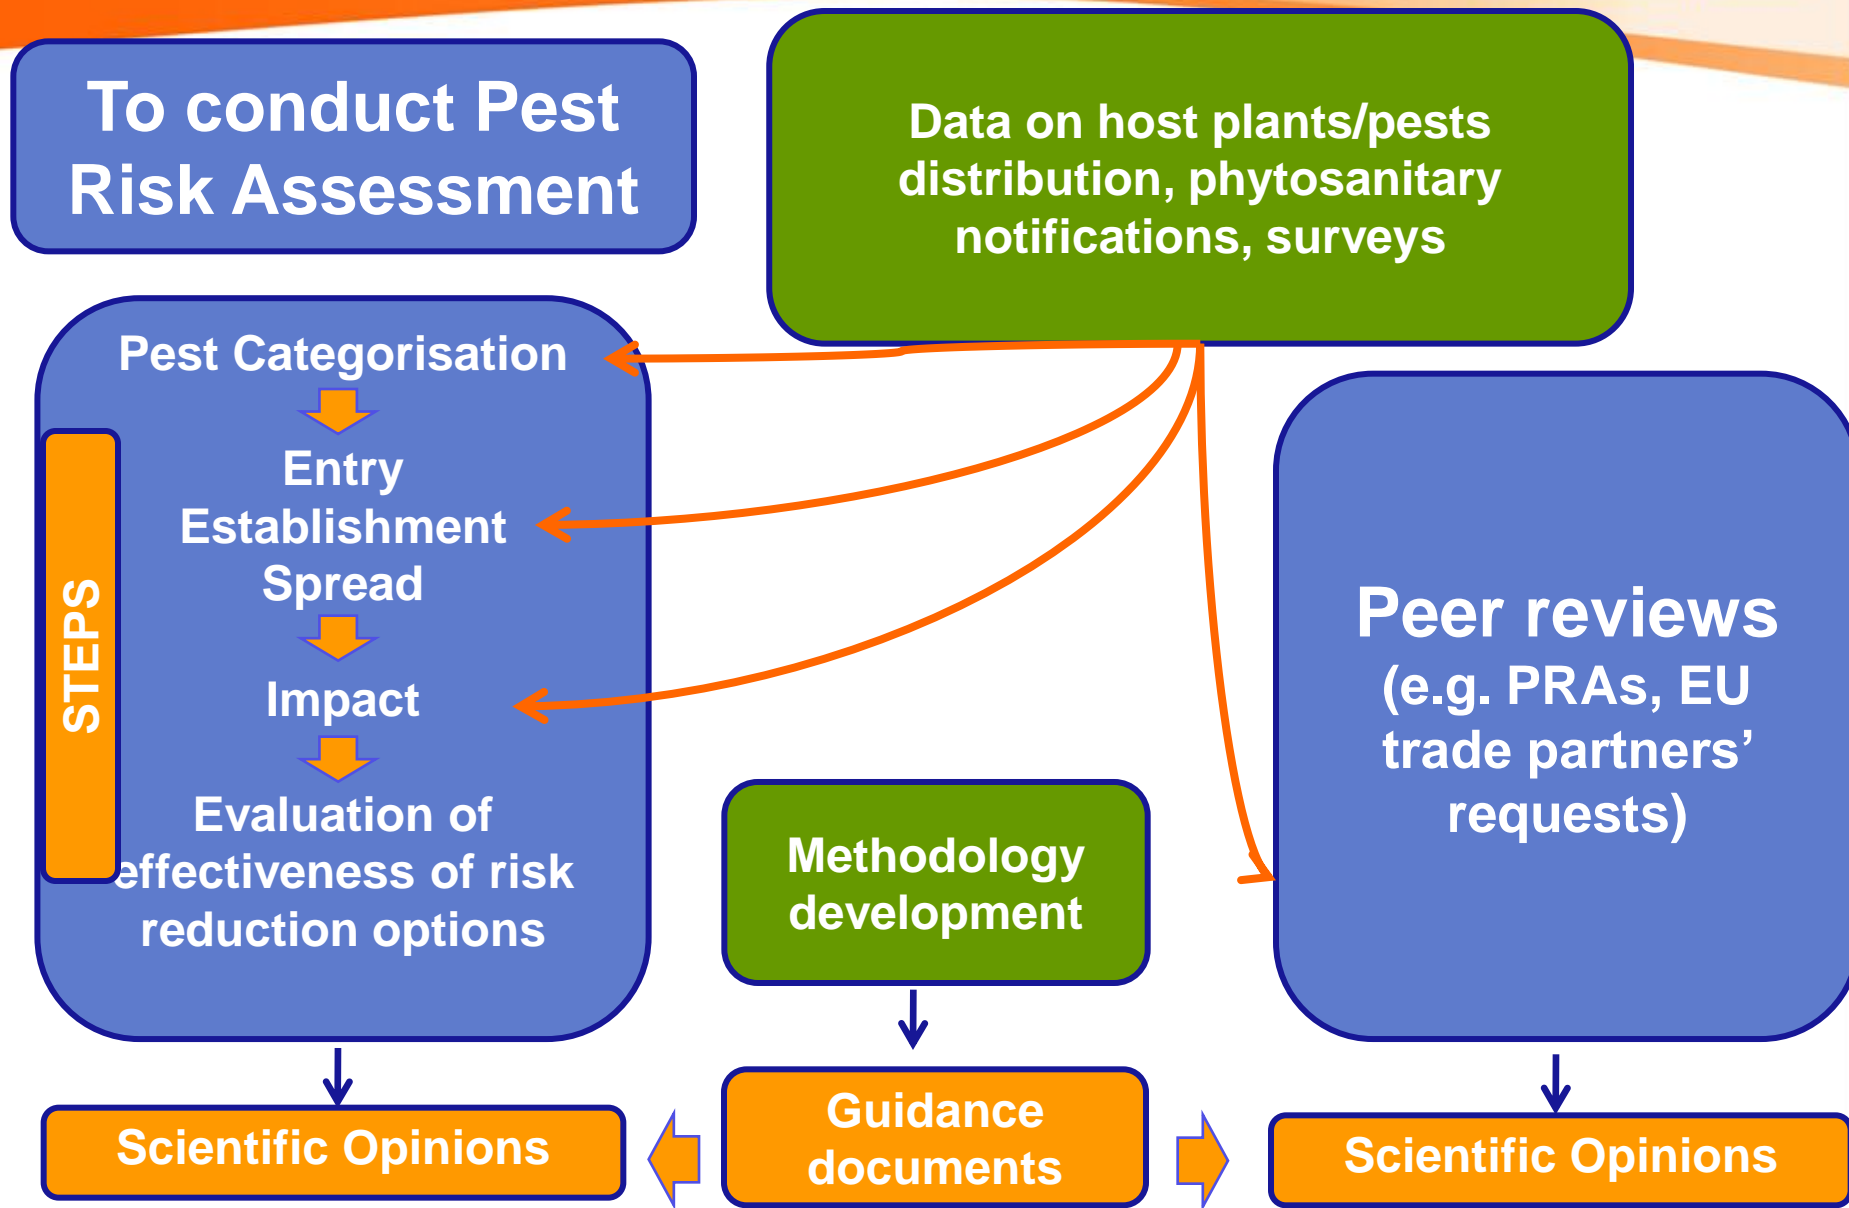 To conduct Pest
Risk Assessment
Data on host plants/pests
distribution, phytosanitary
notifications, surveys
Pest Categorisation
Entry
Establishment
Spread
Impact
Evaluation of
effectiveness of risk
reduction options
STEPS
Methodology
development
Peer reviews
(e.g. PRAs, EU
trade partners’
requests)
Scientific Opinions
Guidance
documents
Scientific Opinions